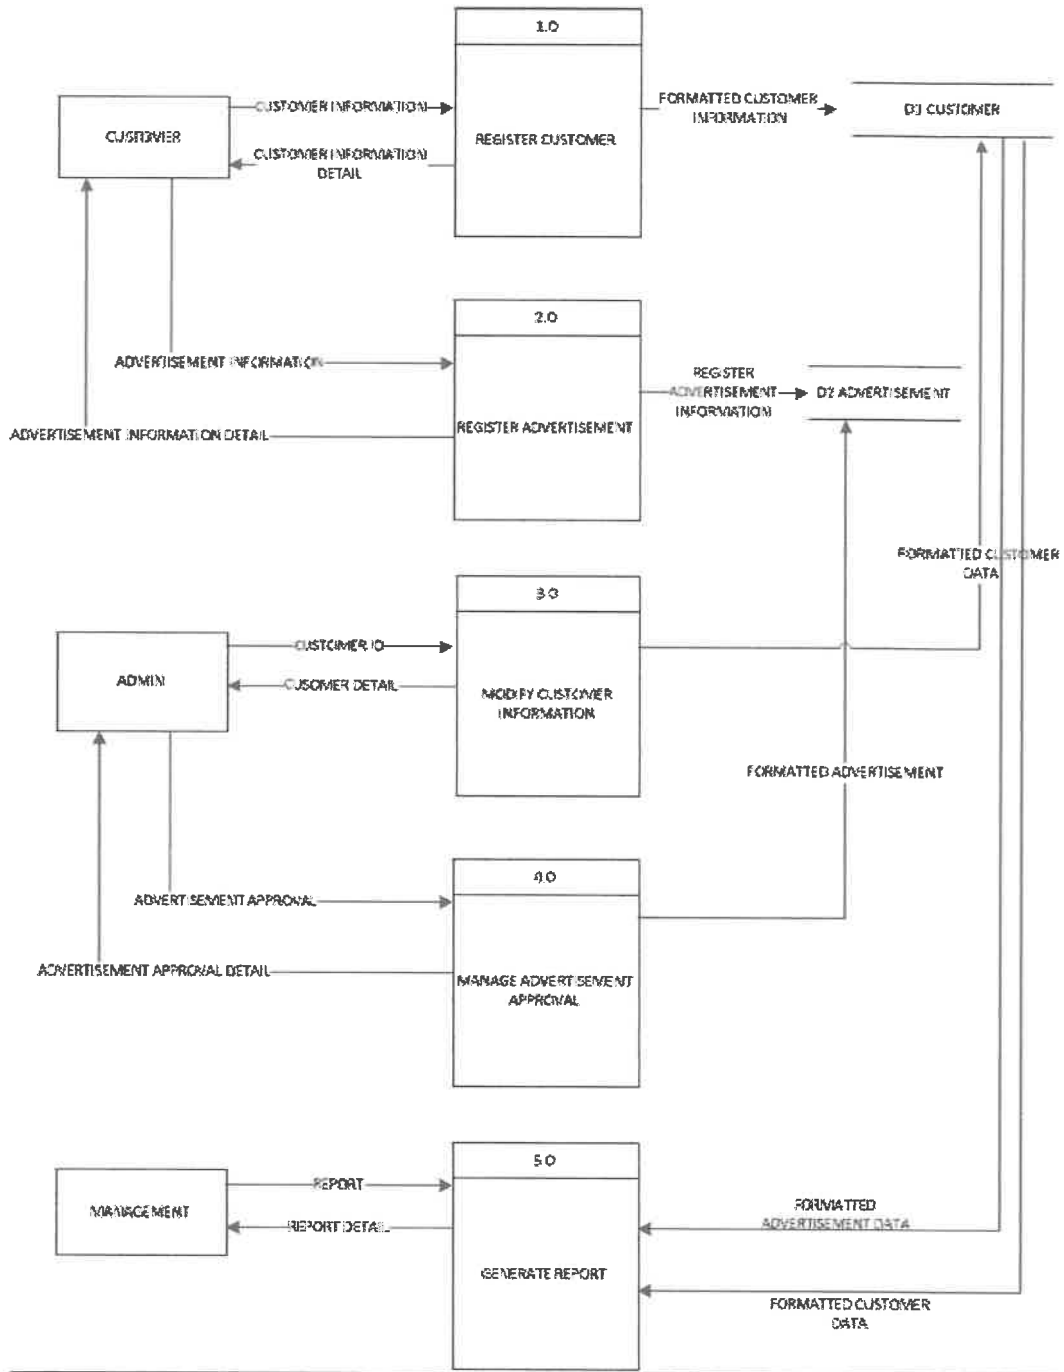 1.0
CUSTOMER
CUSTOMER INFORMATION
CUSTOMER INFORMATION
DETAIL
REGISTER CUSTOMER
FORMATTED CUSTOMER
INFORMATION
D1 CUSTOMER
2.0
ADVERTISEMENT INFORMATION
ADVERTISEMENT INFORMATION DETAIL
REGISTER ADVERTISEMENT
REGISTER
ADVERTISEMENT
INFORMATION
D2 ADVERTISEMENT
FORMATTED CUSTOMER
DATA
3.0
ADMIN
CUSTOMER ID
CUSOMER DETAIL
MODIFY CUSTOMER
INFORMATION
FORMATTED ADVERTISEMENT
4.0
ADVERTISEMENT APPROVAL
ADVERTISEMENT APPROVAL DETAIL
MANAGE ADVERTISEMENT
APPROVAL
5.0
MANAGEMENT
REPORT
REPORT DETAIL
GENERATE REPORT
FORMATTED
ADVERTISEMENT DATA
FORMATTED CUSTOMER
DATA